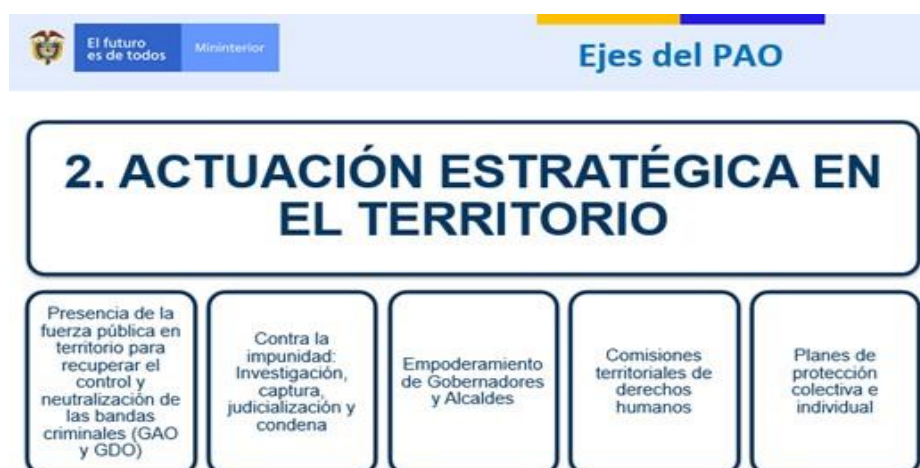 El futuro
es de todos
Mininterior
Ejes del PAO
2. ACTUACIÓN ESTRATÉGICA EN
EL TERRITORIO
Presencia de la
fuerza pública en
territorio para
recuperar el
control y
neutralización de
las bandas
criminales (GAO
y GDO)
Contra la
impunidad:
Investigación,
captura,
judicialización y
condena
Empoderamiento
de Gobernadores
y Alcaldes
Comisiones
territoriales de
derechos
humanos
Planes de
protección
colectiva e
individual